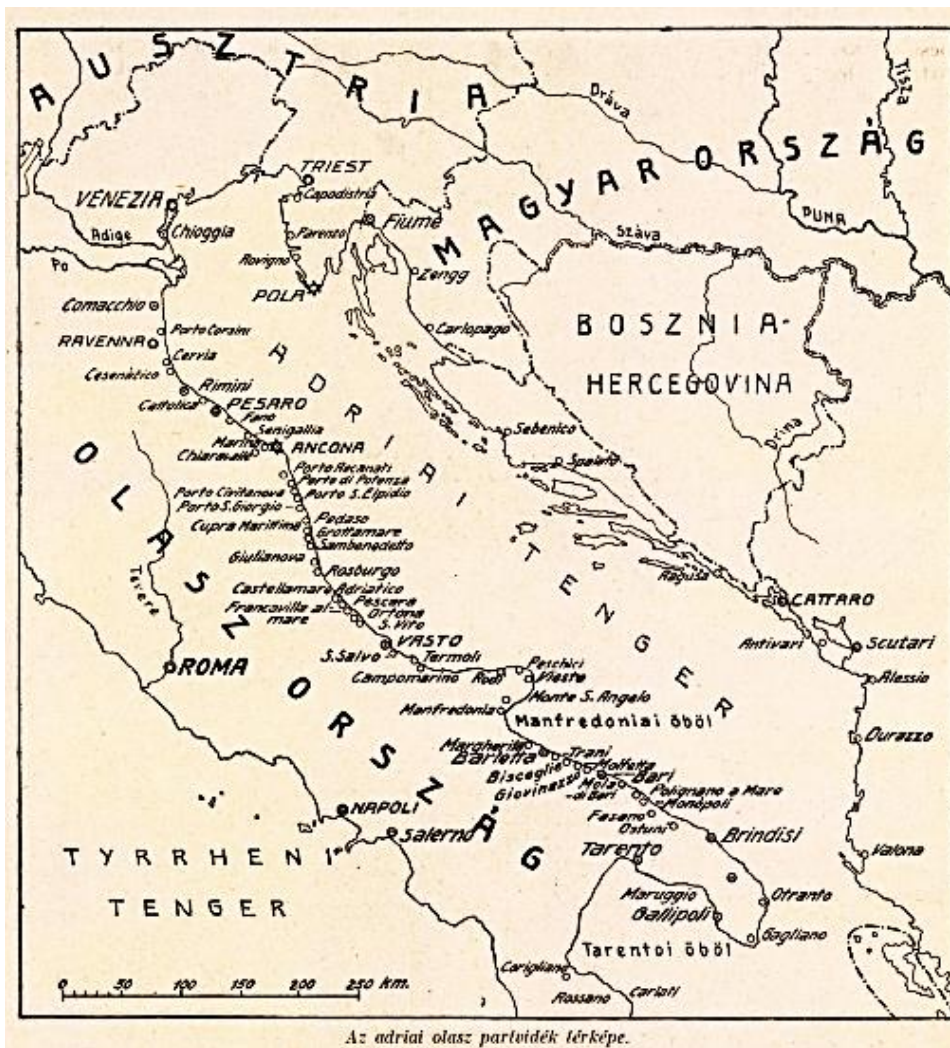 AUSZTRIA
Dráva
Tisza
MAGYARORSZÁG
TRIEST
Capodistria
VENEZIA
Fiume
DUNA
Adige
Chioggia
Parenzo
Száva
Rovigno
Po
Zengg
POLA
Comacchio
BOSZNIA-
HERCEGOVINA
Porto Corsini
Carlopago
RAVENNA
Cervia
Cesenático
ADRIAI TENGER
Rimini
Cattolica
PESARO
Fano
Drina
Senigallia
Sebenico
Marina
ANCONA
Chiaravalle
Spalato
OLASZORSZÁG
Porto Recanati
Porto di Potenza
Porto Civitanova
Porto S. Elpidio
Porto S. Giorgio
Pedaso
Cupra Marittima
Grottamare
Sambenedetto
Giulianova
Rosburgo
Ragusa
Tevere
Castellamare Adriatico
CATTARO
Francavilla al-
mare
Pescara
Ortona
S. Vito
VASTO
Antivari
Scutari
ROMA
S. Salvo
Termoli
Peschici
Campomarino
Rodi
Vieste
Alessio
Monte S. Angelo
Manfredonia
Manfredoniai öböl
Durazzo
Margherita
Barletta
Trani
Bisceglie
Molfetta
Giovinazzo
Bari
Mola
di Bari
Polignano a Mare
Monopoli
NAPOLI
Fasano
Ostuni
Salerno
Brindisi
TYRRHENI
TENGER
Tarento
Valona
Maruggio
Otranto
Gallipoli
Gagliano
Tarentoi öböl
Corigliano
Rossano
Cariati
0 50 100 150 200 250 km.
Az adriai olasz partvidék térképe.